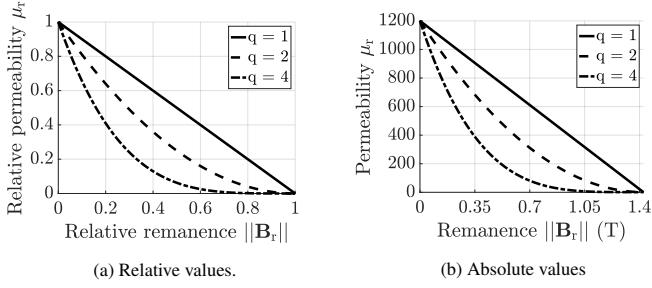 Relative permeability μr
1
0.8
0.6
0.4
0.2
0
0
0.2
0.4
0.6
0.8
1
Relative remanence ||Br||
q = 1
q = 2
q = 4
(a) Relative values.
Permeability μr
1200
1000
800
600
400
200
0
0
0.35
0.7
1.05
1.4
Remanence ||Br|| (T)
q = 1
q = 2
q = 4
(b) Absolute values